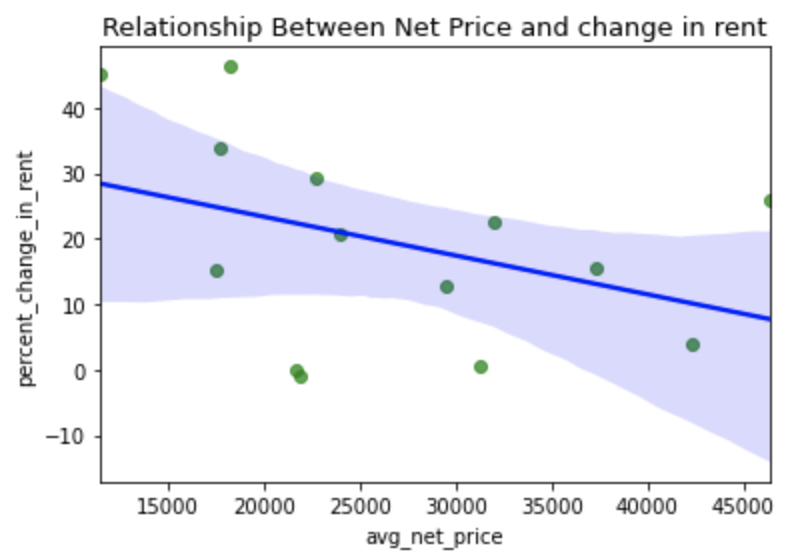 Relationship Between Net Price and change in rent
percent_change_in_rent
40
30
20
10
0
−10
15000 20000 25000 30000 35000 40000 45000
avg_net_price